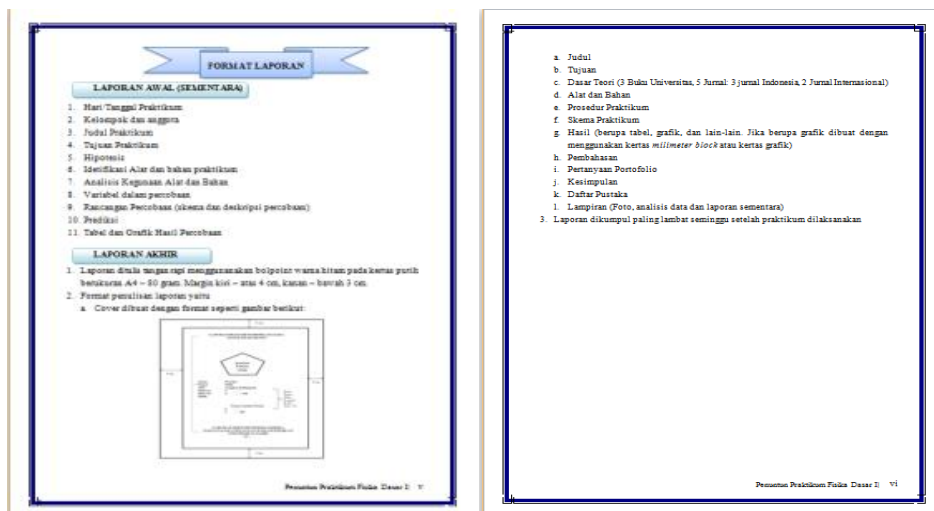 FORMAT LAPORAN
LAPORAN AWAL (SEMENTARA)
1. Hari/Tanggal Praktikum
2. Kelompok dan anggota
3. Judul Praktikum
4. Tujuan Praktikum
5. Hipotesis
6. Identifikasi Alat dan bahan praktikum
7. Analisis Kegunaan Alat dan Bahan
8. Variabel dalam percobaan
9. Rancangan Percobaan (skema dan deskripsi percobaan)
10. Prediksi
11. Tabel dan Grafik Hasil Percobaan
LAPORAN AKHIR
1. Laporan ditulis tangan rapi menggunanakan bolpoint warna hitam pada kertas putih
berukuran A4 – 80 gram. Margin kiri – atas 4 cm, kanan – bawah 3 cm.
2. Format penulisan laporan yaitu
a. Cover dibuat dengan format seperti gambar berikut:
Penuntun Praktikum Fisika Dasar I| v
a. Judul
b. Tujuan
c. Dasar Teori (3 Buku Universitas, 5 Jurnal: 3 jurnal Indonesia, 2 Jurnal Internasional)
d. Alat dan Bahan
e. Prosedur Praktikum
f. Skema Praktikum
g. Hasil (berupa tabel, grafik, dan lain-lain. Jika berupa grafik dibuat dengan
menggunakan kertas milimeter block atau kertas grafik)
h. Pembahasan
i. Pertanyaan Portofolio
j. Kesimpulan
k. Daftar Pustaka
l. Lampiran (Foto, analisis data dan laporan sementara)
3. Laporan dikumpul paling lambat seminggu setelah praktikum dilaksanakan
Penuntun Praktikum Fisika Dasar I| vi